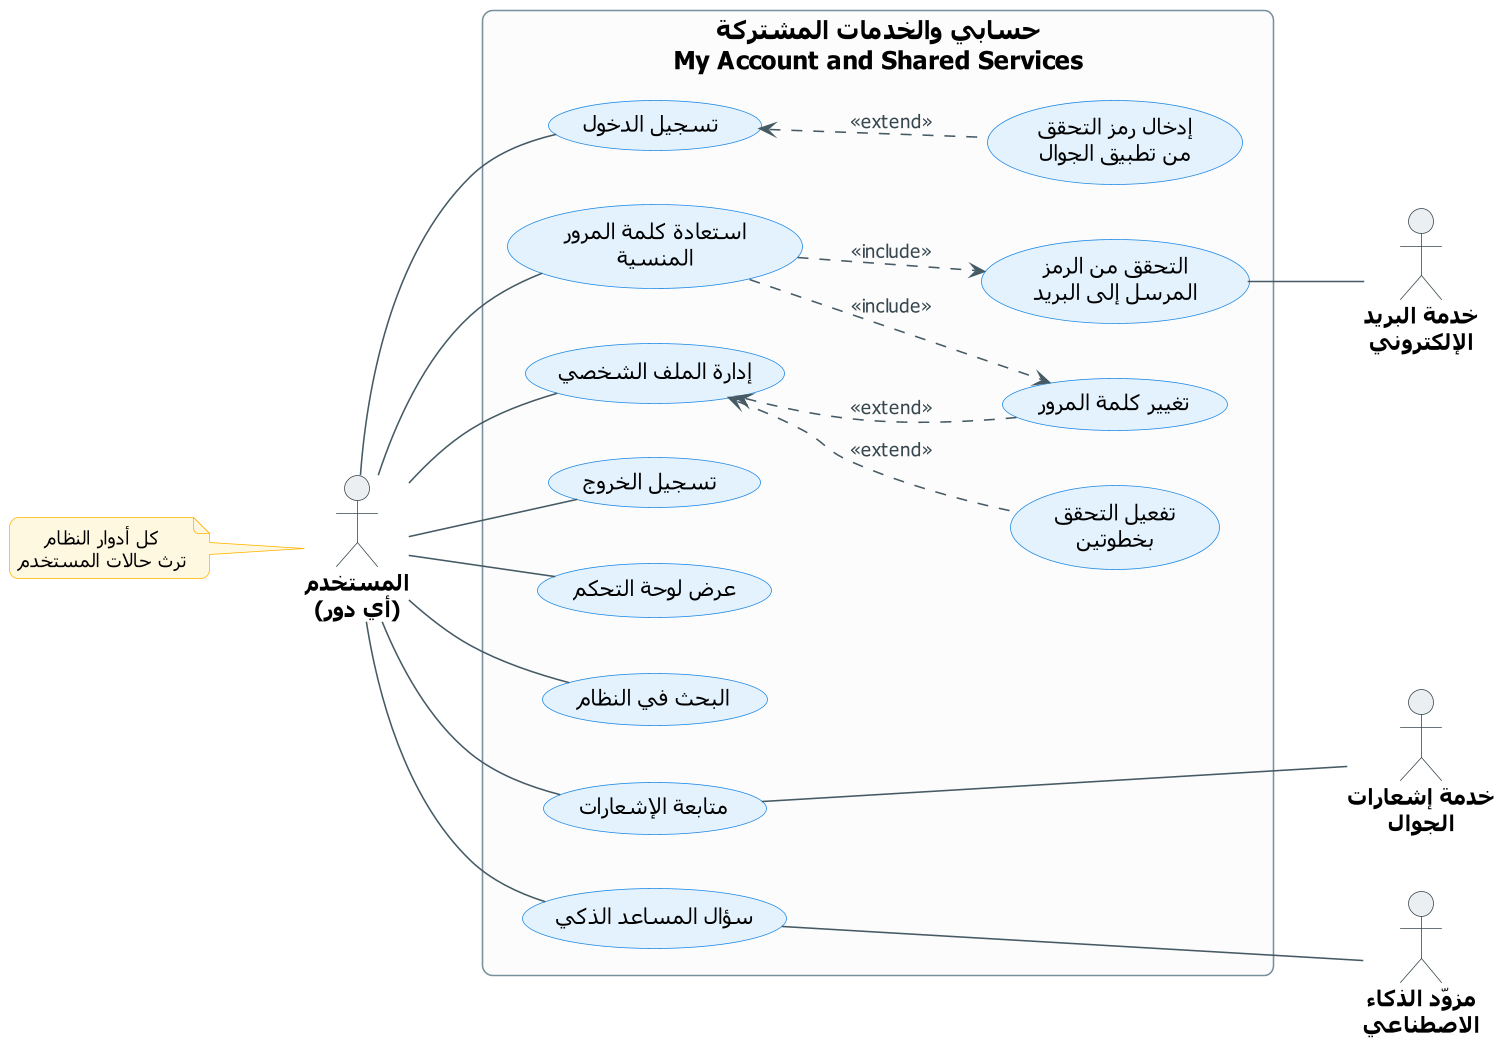 حسابي والخدمات المشتركة
My Account and Shared Services
تسجيل الدخول
«extend»
إدخال رمز التحقق
من تطبيق الجوال
استعادة كلمة المرور
المنسية
«include»
التحقق من الرمز
المرسل إلى البريد
خدمة البريد
الإلكتروني
«include»
إدارة الملف الشخصي
«extend»
تغيير كلمة المرور
«extend»
تسجيل الخروج
تفعيل التحقق
بخطوتين
كل أدوار النظام
ترث حالات المستخدم
المستخدم
(أي دور)
عرض لوحة التحكم
البحث في النظام
متابعة الإشعارات
خدمة إشعارات
الجوال
سؤال المساعد الذكي
مزوّد الذكاء
الاصطناعي